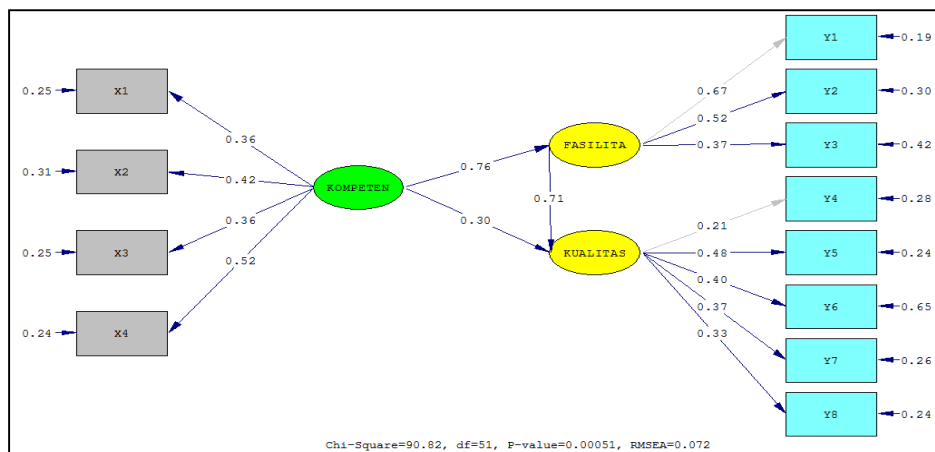 Y1
0.19
0.25
X1
0.67
Y2
0.30
0.52
0.36
FASILITA
0.37
Y3
0.42
0.31
X2
0.42
KOMPETEN
0.76
0.71
Y4
0.28
0.30
0.21
0.36
0.25
X3
KUALITAS
0.48
Y5
0.24
0.40
0.52
0.37
Y6
0.65
0.24
X4
0.33
Y7
0.26
Y8
0.24
Chi-Square=90.82, df=51, P-value=0.00051, RMSEA=0.072